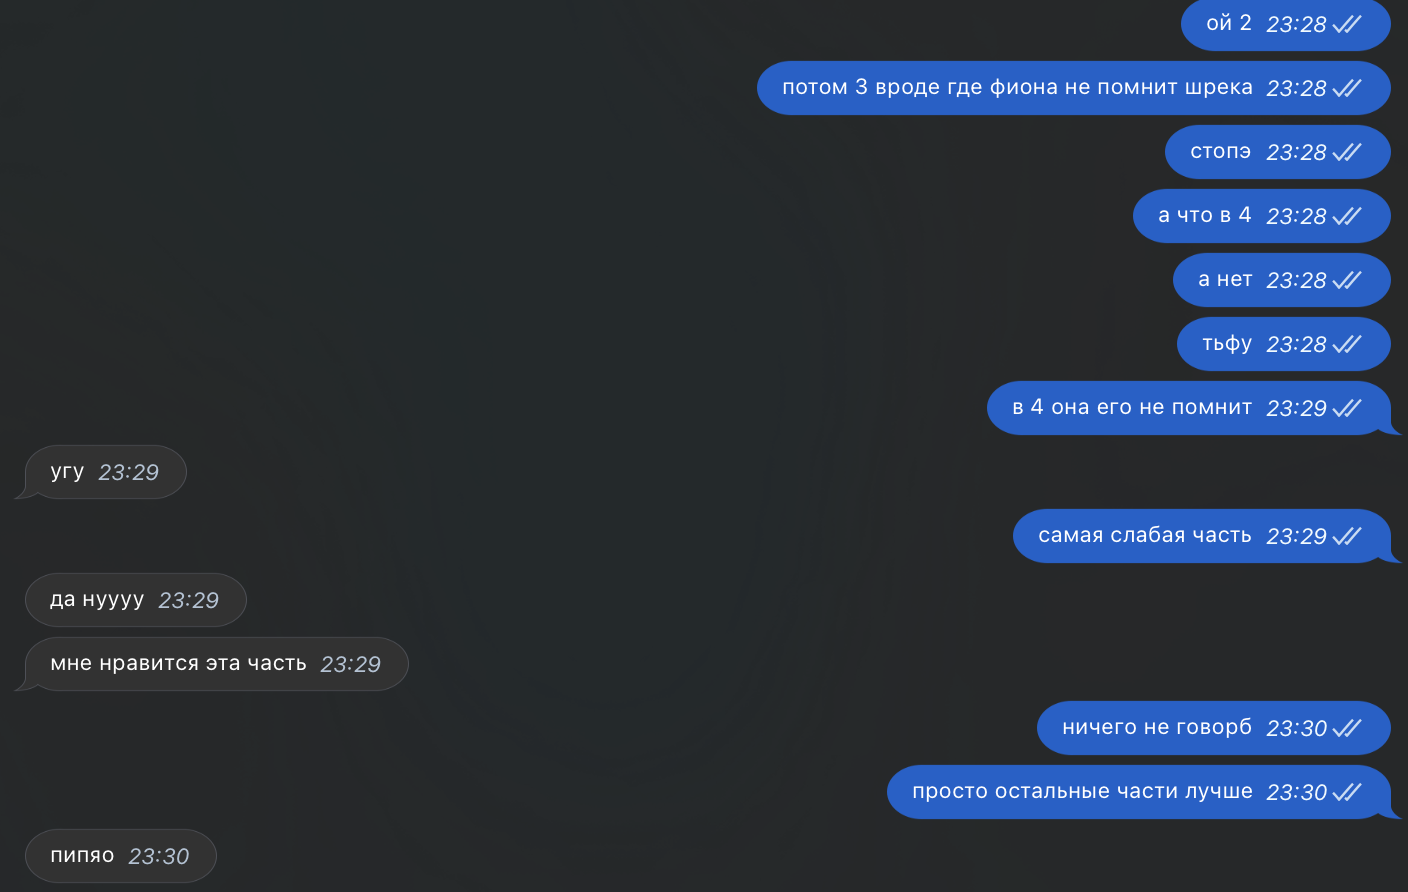 ой 2 23:28
потом 3 вроде где фиона не помнит шрека 23:28
стопэ 23:28
а что в 4 23:28
а нет 23:28
тьфу 23:28
в 4 она его не помнит 23:29
угу 23:29
самая слабая часть 23:29
да нуууу 23:29
мне нравится эта часть 23:29
ничего не говорб 23:30
просто остальные части лучше 23:30
пипяо 23:30